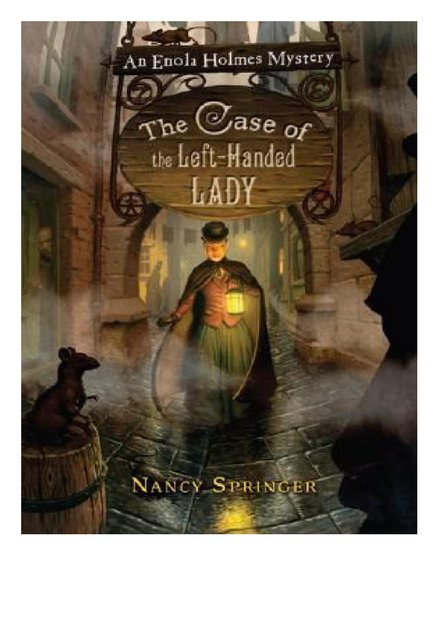 An Enola Holmes Mystery
The Case of
the Left-Handed
LADY
NANCY SPRINGER